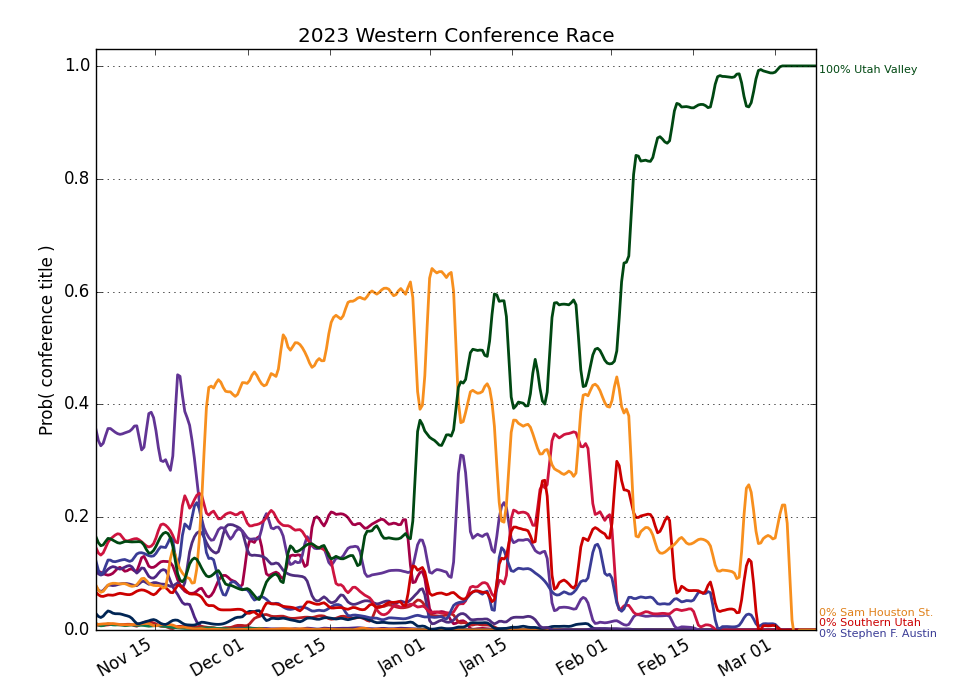 2023 Western Conference Race
Prob( conference title )
1.0
0.8
0.6
0.4
0.2
0.0
Nov 15
Dec 01
Dec 15
Jan 01
Jan 15
Feb 01
Feb 15
Mar 01
100% Utah Valley
0% Sam Houston St.
0% Southern Utah
0% Stephen F. Austin